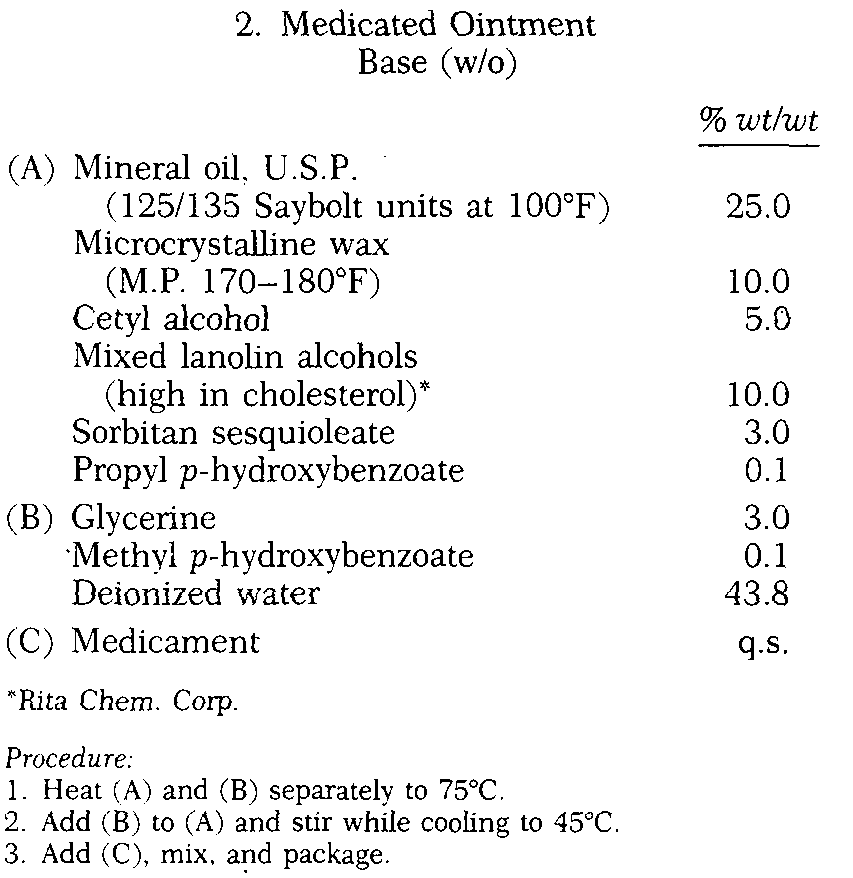 2. Medicated Ointment
Base (w/o)
% wt/wt
(A) Mineral oil, U.S.P.
(125/135 Saybolt units at 100°F) 25.0
Microcrystalline wax
(M.P. 170–180°F) 10.0
Cetyl alcohol 5.0
Mixed lanolin alcohols
(high in cholesterol)* 10.0
Sorbitan sesquioleate 3.0
Propyl p-hydroxybenzoate 0.1
(B) Glycerine 3.0
Methyl p-hydroxybenzoate 0.1
Deionized water 43.8
(C) Medicament q.s.
*Rita Chem. Corp.
Procedure:
1. Heat (A) and (B) separately to 75°C.
2. Add (B) to (A) and stir while cooling to 45°C.
3. Add (C), mix, and package.